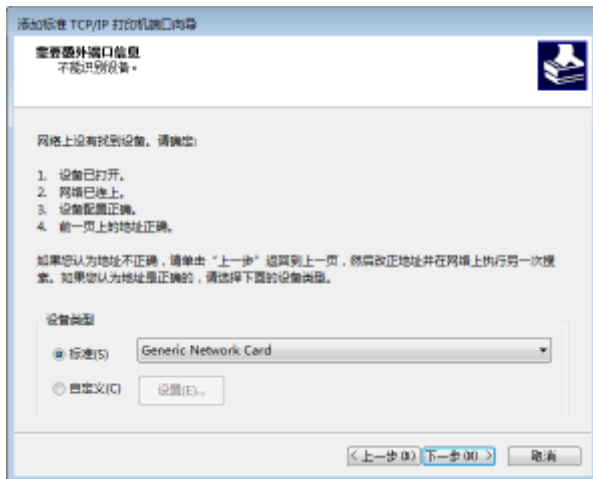 添加标准 TCP/IP 打印机端口向导
需要额外端口信息
不能识别设备。
网络上没有找到设备。请确定:
1. 设备已打开。
2. 网络已连上。
3. 设备配置正确。
4. 前一页上的地址正确。
如果您认为地址不正确，请单击“上一步”返回到上一页，然后改正地址并在网络上执行另一次搜
索。如果您认为地址是正确的，请选择下面的设备类型。
设备类型
标准(S) Generic Network Card
自定义(C) 设置(E)...
<上一步(B) 下一步(N) > 取消